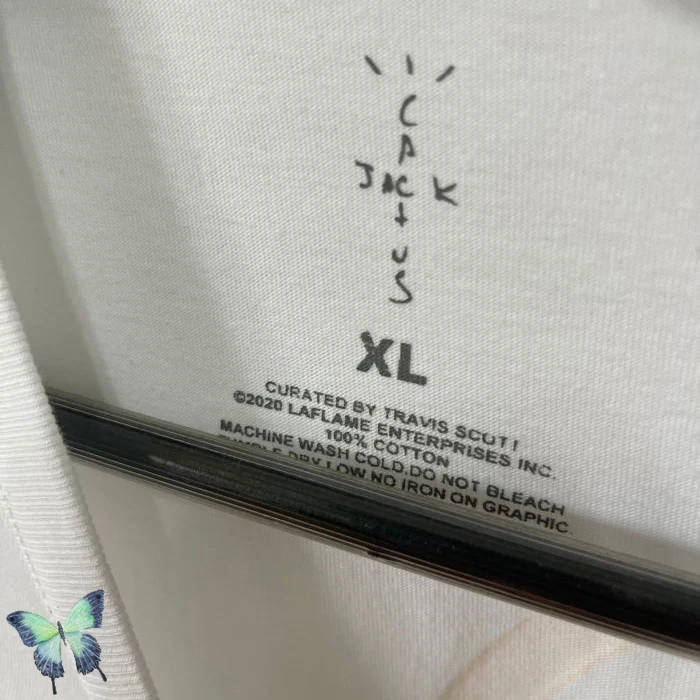 C
A
JACK
T
U
S
XL
CURATED BY TRAVIS SCOTT
©2020 LAFLAME ENTERPRISES INC.
100% COTTON
MACHINE WASH COLD.DO NOT BLEACH
TUMBLE DRY LOW.NO IRON ON GRAPHIC